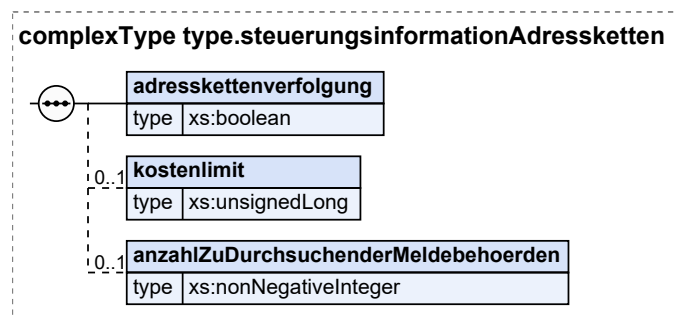 complexType type.steuerungsinformationAdressketten
adresskettenverfolgung
type xs:boolean
0..1 kostenlimit
type xs:unsignedLong
0..1 anzahlZuDurchsuchenderMeldebehoerden
type xs:nonNegativeInteger